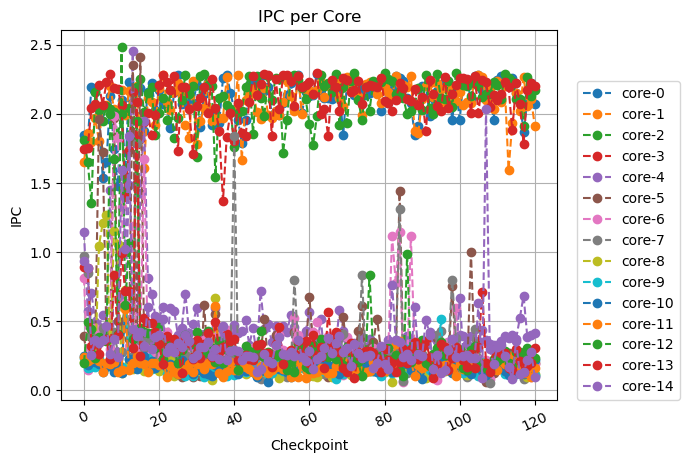 IPC per Core
IPC
2.5
2.0
1.5
1.0
0.5
0.0
0
20
40
60
80
100
120
Checkpoint
core-0
core-1
core-2
core-3
core-4
core-5
core-6
core-7
core-8
core-9
core-10
core-11
core-12
core-13
core-14